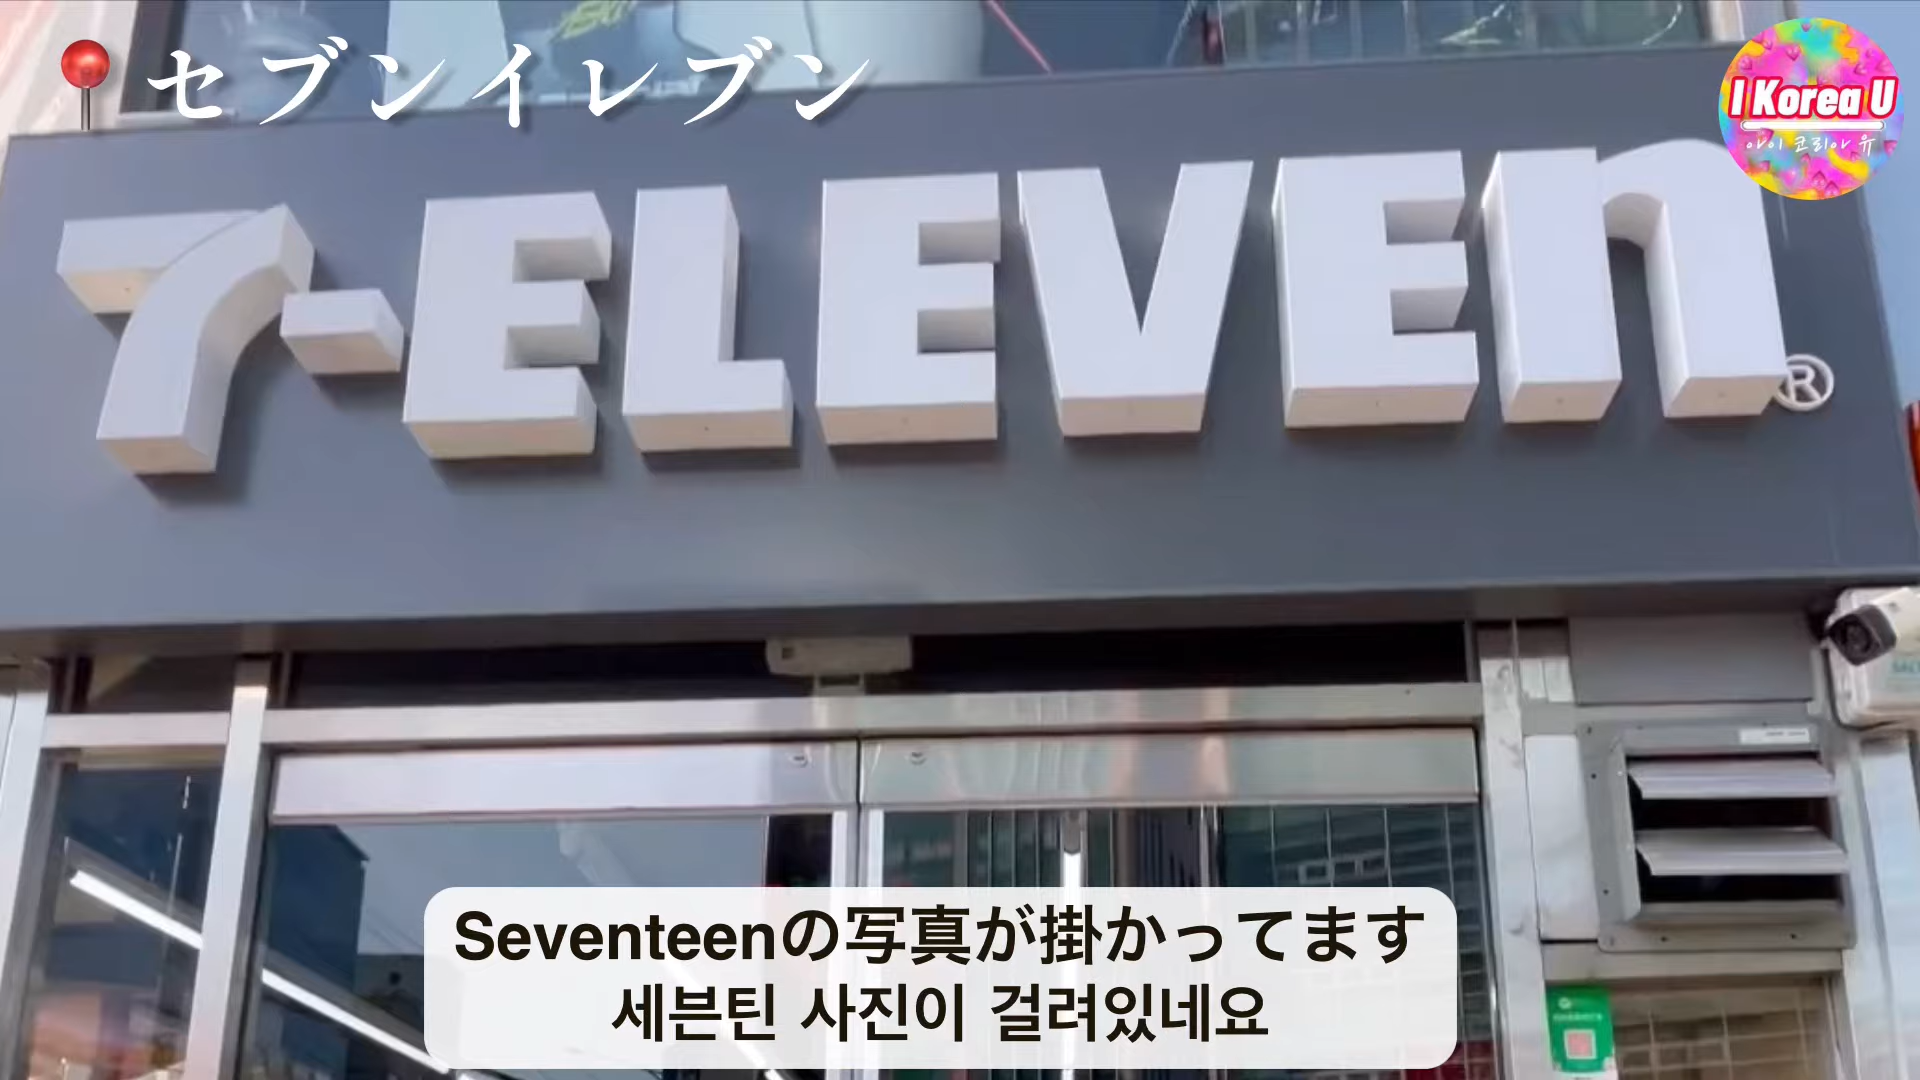 セブンイレブン
I Korea U
아이 코리아 유
7-ELEVEn
®
Seventeenの写真が掛かってます
세븐틴 사진이 걸려있네요